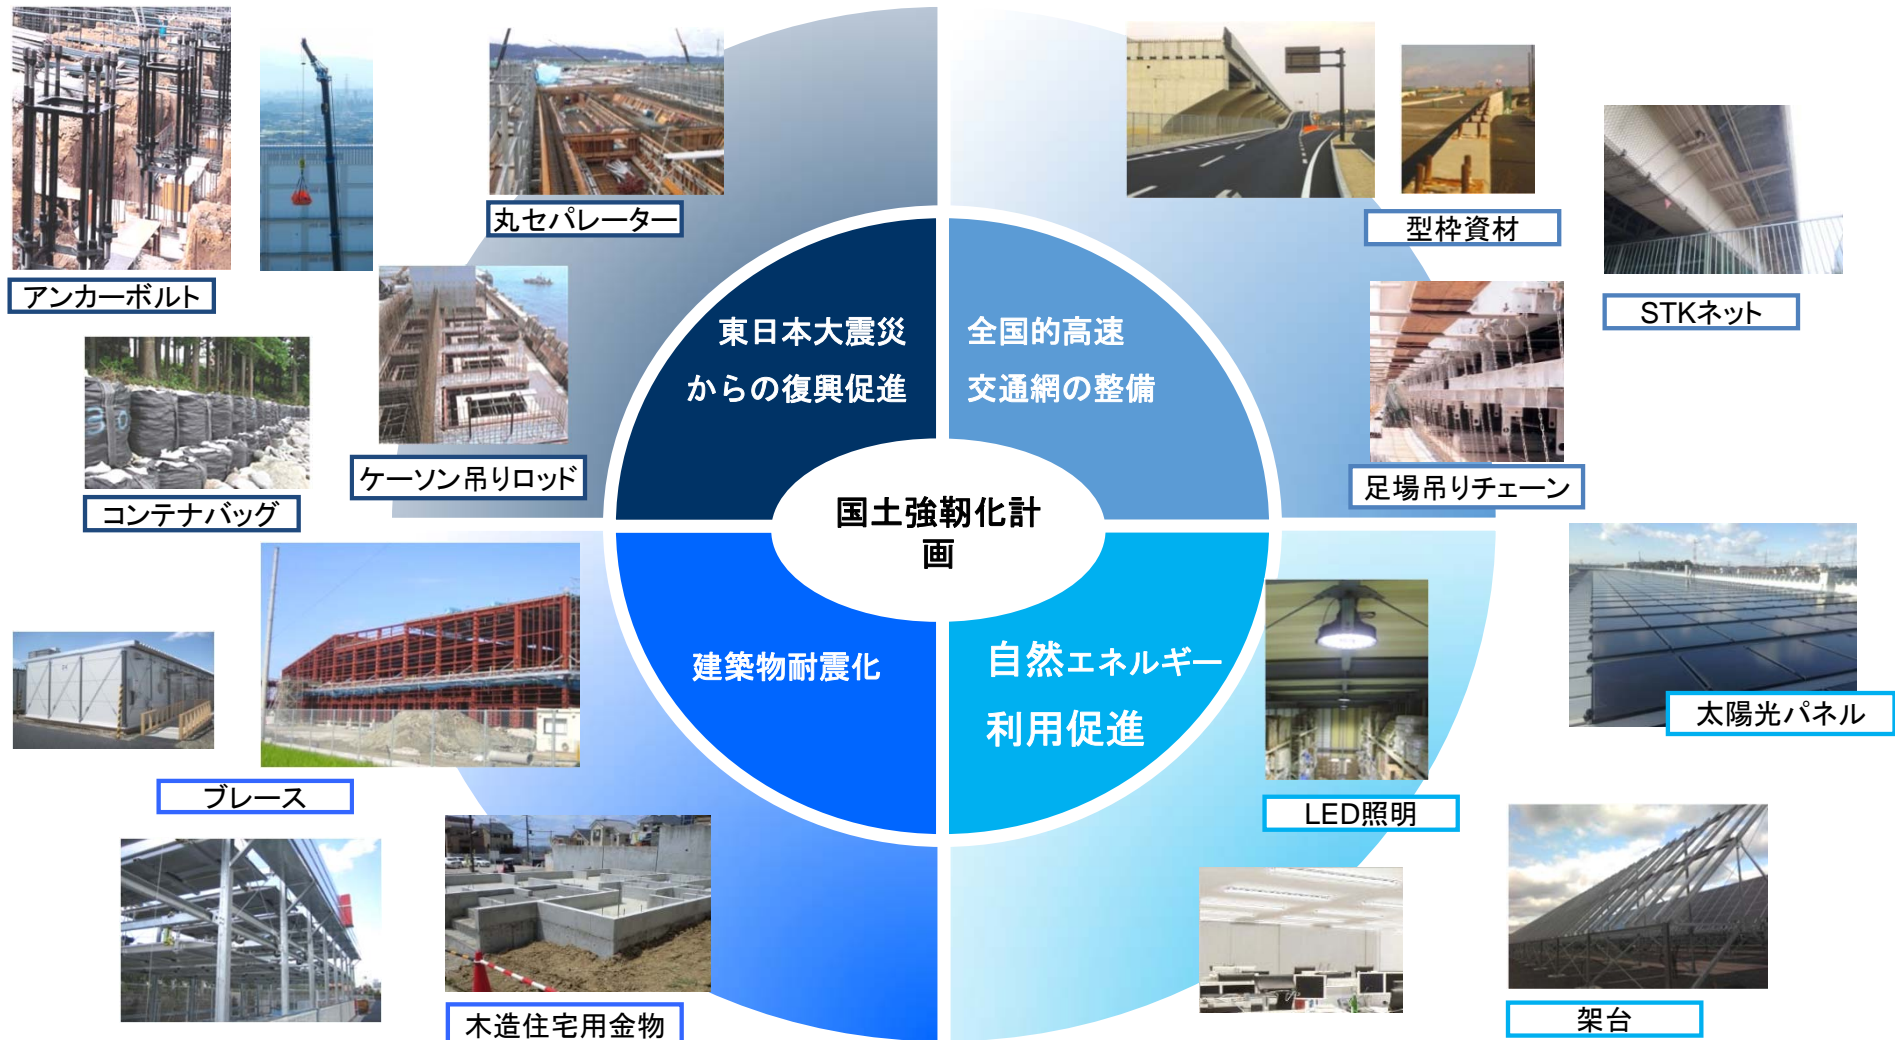 丸セパレーター
アンカーボルト
コンテナバッグ
ケーソン吊りロッド
東日本大震災
からの復興促進
全国的高速
交通網の整備
型枠資材
STKネット
足場吊りチェーン
国土強靭化計
画
建築物耐震化
自然エネルギー
利用促進
ブレース
木造住宅用金物
太陽光パネル
LED照明
架台